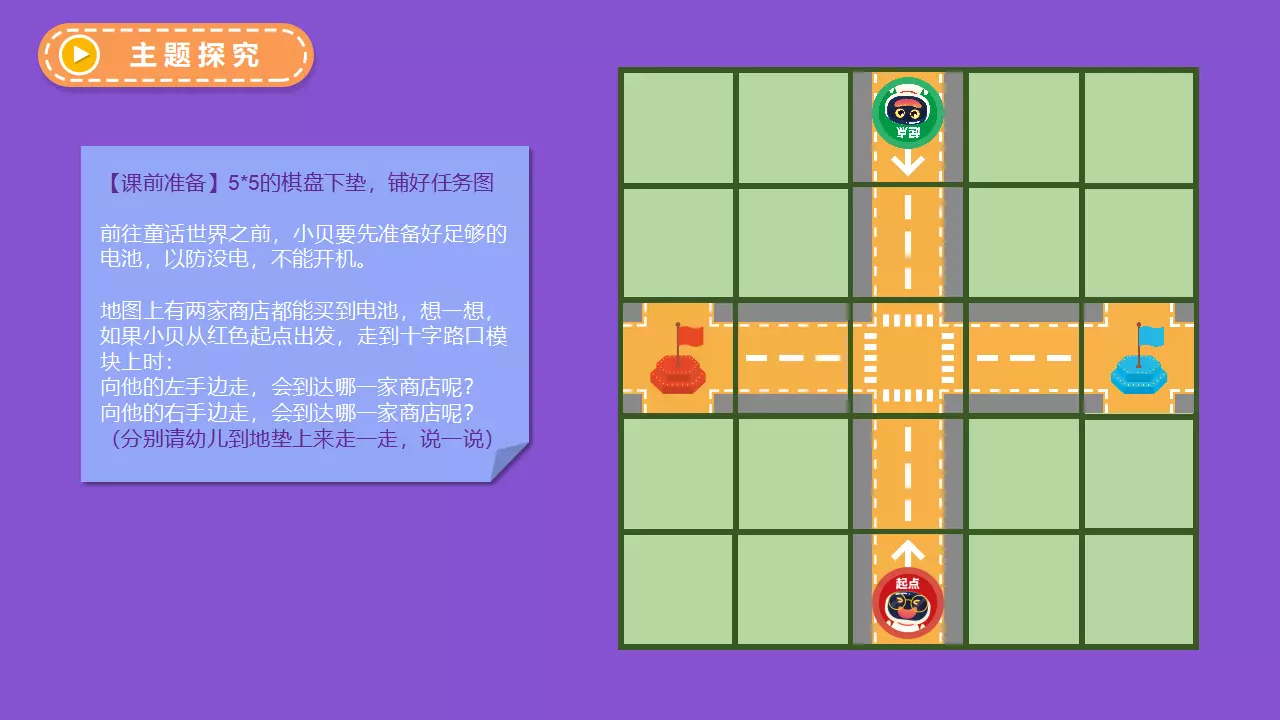 主题探究
【课前准备】5*5的棋盘下垫，铺好任务图
前往童话世界之前，小贝要先准备好足够的
电池，以防没电，不能开机。
地图上有两家商店都能买到电池，想一想，
如果小贝从红色起点出发，走到十字路口模
块上时：
向他的左手边走，会到达哪一家商店呢？
向他的右手边走，会到达哪一家商店呢？
（分别请幼儿到地垫上来走一走，说一说）
起点
起点